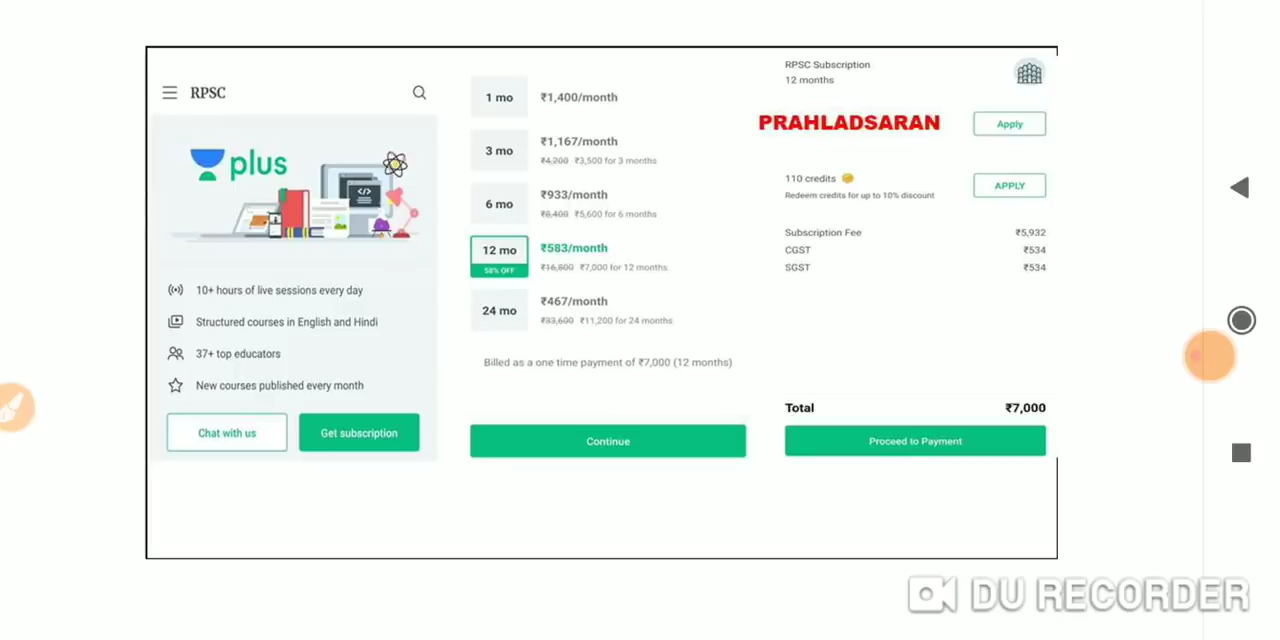 RPSC
plus
</>
10+ hours of live sessions every day
Structured courses in English and Hindi
37+ top educators
New courses published every month
Chat with us
Get subscription
1 mo
₹1,400/month
3 mo
₹1,167/month
₹4,200 ₹3,500 for 3 months
6 mo
₹933/month
₹8,400 ₹5,600 for 6 months
12 mo
58% OFF
₹583/month
₹16,800 ₹7,000 for 12 months
24 mo
₹467/month
₹33,600 ₹11,200 for 24 months
Billed as a one time payment of ₹7,000 (12 months)
Continue
RPSC Subscription
12 months
PRAHLADSARAN
Apply
110 credits
Redeem credits for up to 10% discount
APPLY
Subscription Fee ₹5,932
CGST ₹534
SGST ₹534
Total ₹7,000
Proceed to Payment
DU RECORDER